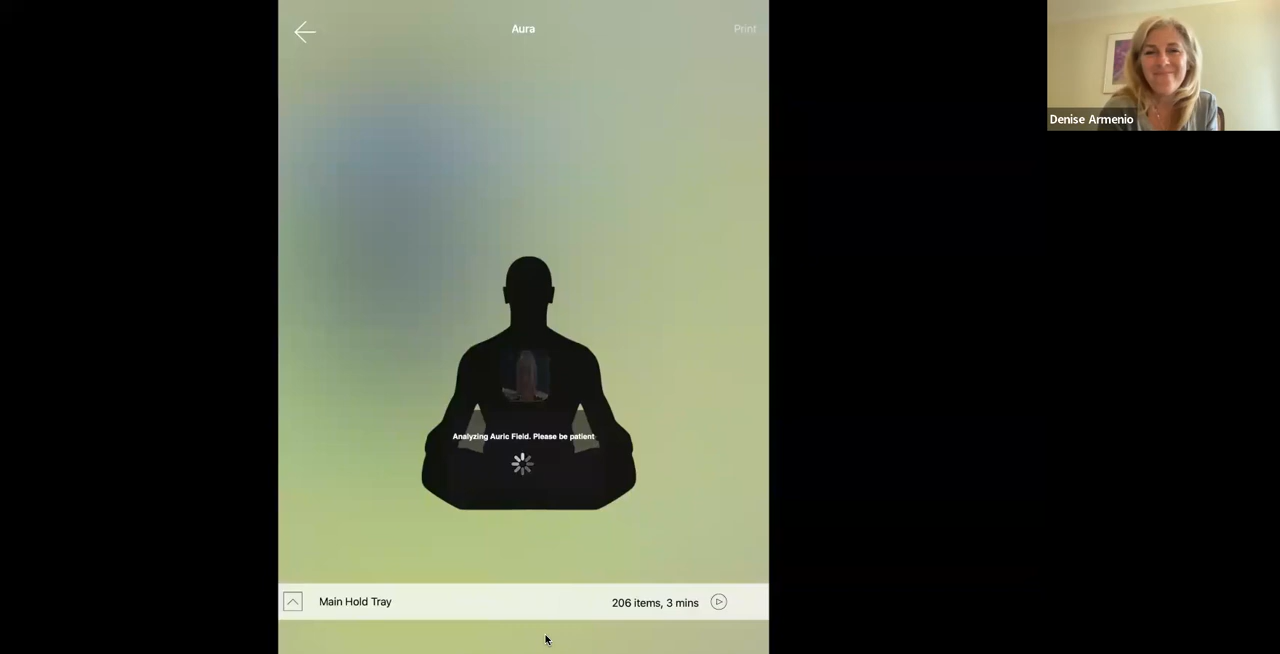 Aura
Print
Denise Armenio
Analyzing Auric Field. Please be patient
Main Hold Tray
206 items, 3 mins